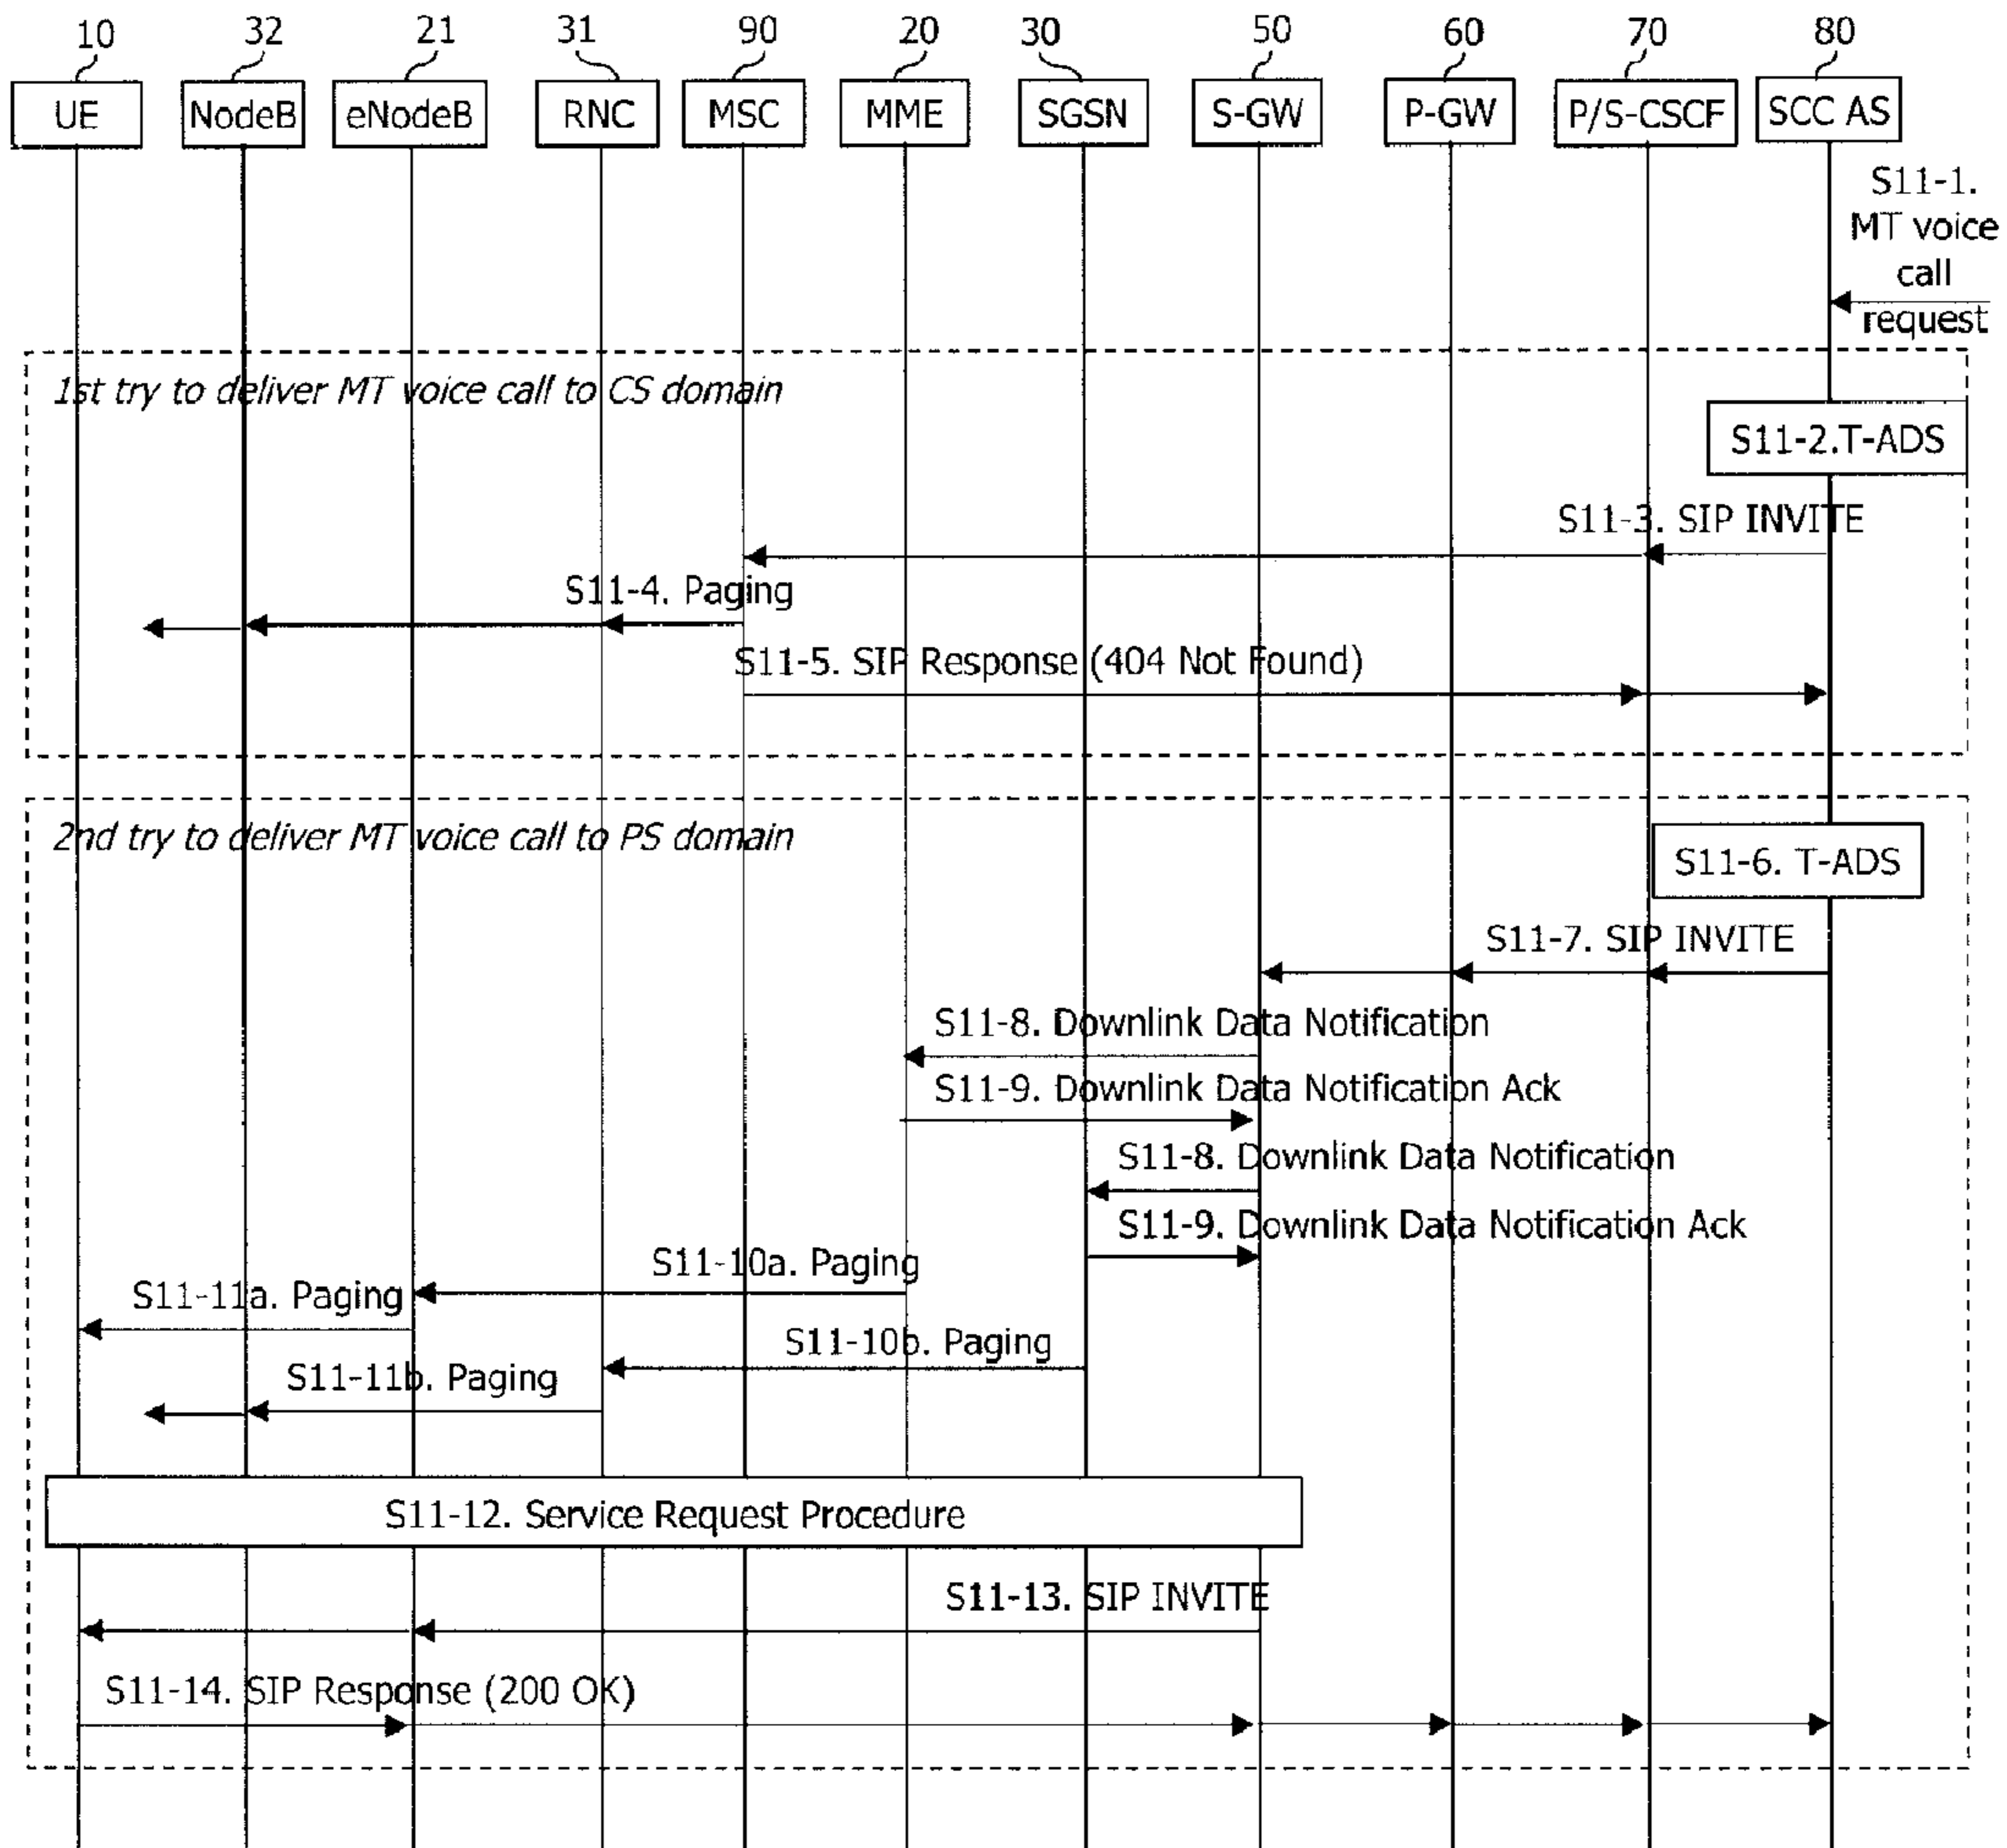 10 32 21 31 90 20 30 50 60 70 80
UE NodeB eNodeB RNC MSC MME SGSN S-GW P-GW P/S-CSCF SCC AS
S11-1.
MT voice
call
request
1st try to deliver MT voice call to CS domain
S11-2.T-ADS
S11-3. SIP INVITE
S11-4. Paging
S11-5. SIP Response (404 Not Found)
2nd try to deliver MT voice call to PS domain
S11-6. T-ADS
S11-7. SIP INVITE
S11-8. Downlink Data Notification
S11-9. Downlink Data Notification Ack
S11-8. Downlink Data Notification
S11-9. Downlink Data Notification Ack
S11-10a. Paging
S11-11a. Paging
S11-10b. Paging
S11-11b. Paging
S11-12. Service Request Procedure
S11-13. SIP INVITE
S11-14. SIP Response (200 OK)